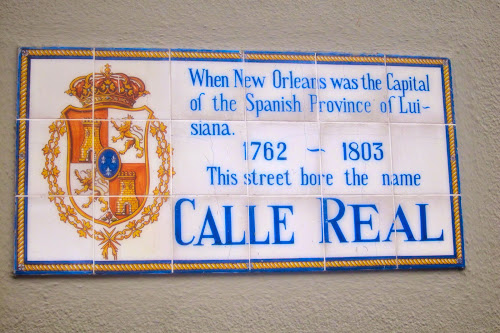 When New Orleans was the Capital
of the Spanish Province of Lui-
siana.
1762 ~ 1803
This street bore the name
CALLE REAL